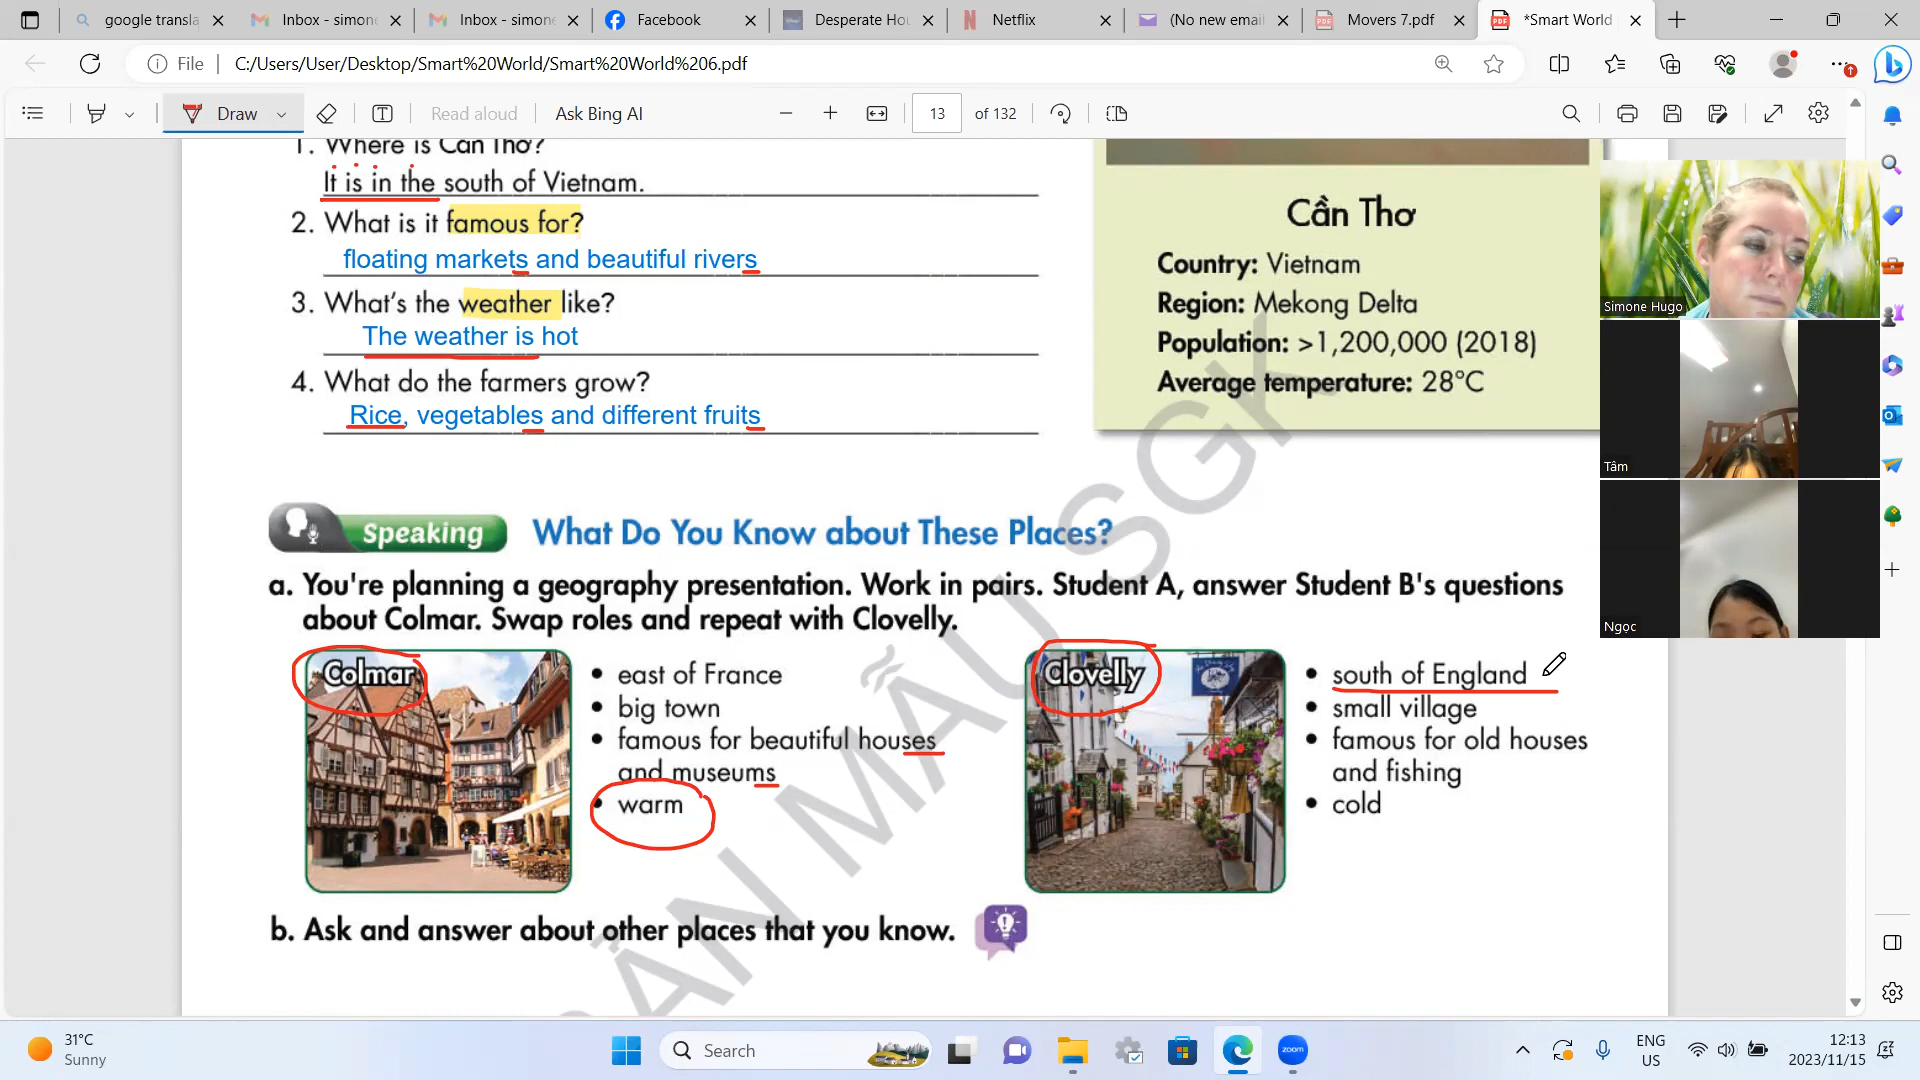 google transla
Inbox - simone
Inbox - simone
Facebook
Desperate Hou
Netflix
(No new email
Movers 7.pdf
*Smart World
File
C:/Users/User/Desktop/Smart%20World/Smart%20World%206.pdf
Draw
Read aloud
Ask Bing AI
13
of 132
1. Where is Cần Thơ?
It is in the south of Vietnam.
2. What is it famous for?
floating markets and beautiful rivers
3. What's the weather like?
The weather is hot
4. What do the farmers grow?
Rice, vegetables and different fruits
Cần Thơ
Country: Vietnam
Region: Mekong Delta
Population: >1,200,000 (2018)
Average temperature: 28°C
Simone Hugo
Tâm
Ngọc
Speaking
What Do You Know about These Places?
a. You're planning a geography presentation. Work in pairs. Student A, answer Student B's questions
about Colmar. Swap roles and repeat with Clovelly.
Colmar
• east of France
• big town
• famous for beautiful houses
and museums
• warm
Clovelly
• south of England
• small village
• famous for old houses
and fishing
• cold
b. Ask and answer about other places that you know.
MẪU SGK
31°C
Sunny
Search
zoom
ENG
US
12:13
2023/11/15